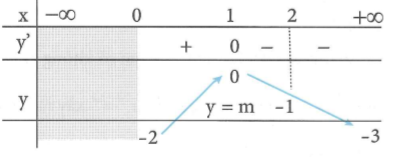 x −∞ 0 1 2 +∞
y' + 0 − −
0
y y = m −1
−2 −3